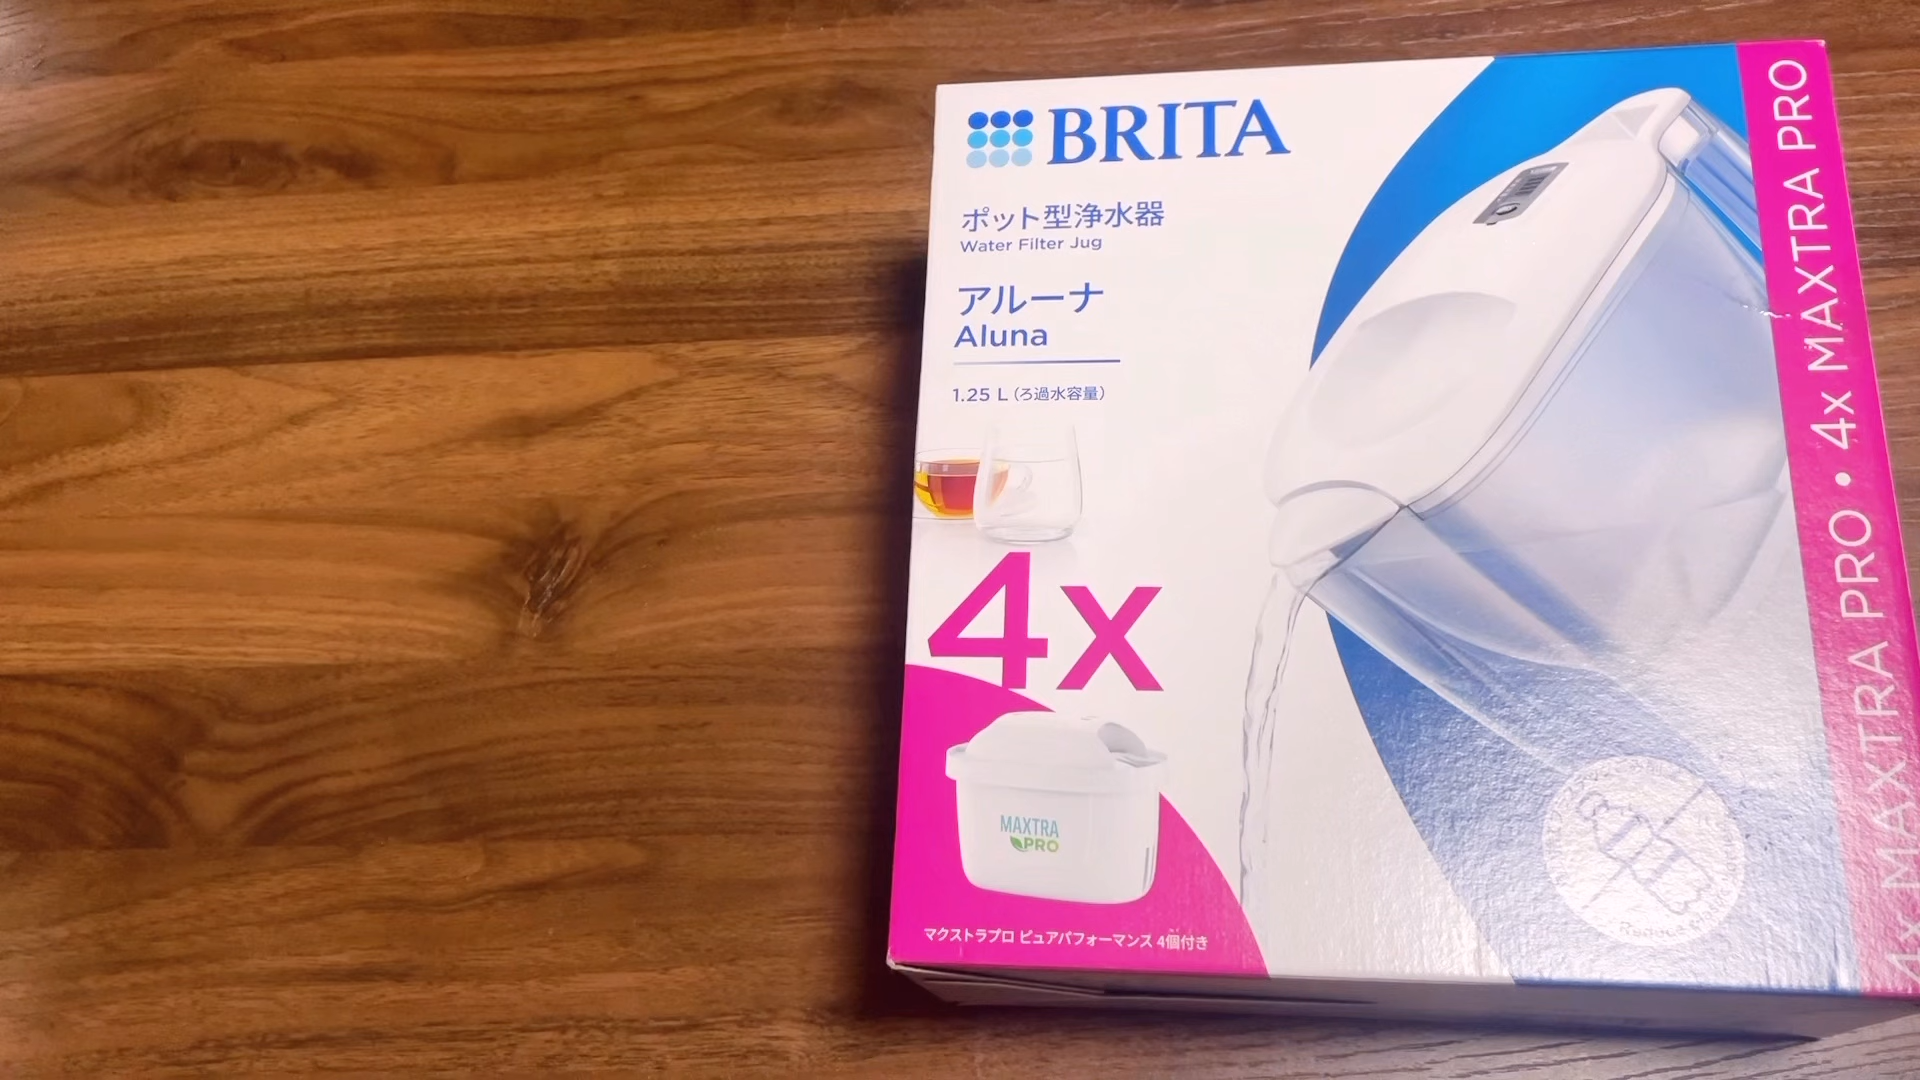 BRITA
ポット型浄水器
Water Filter Jug
アルーナ
Aluna
1.25 L（ろ過水容量）
4x
MAXTRA
PRO
マクストラプロ ピュアパフォーマンス 4個付き
4x MAXTRA PRO • 4x MAXTRA PRO